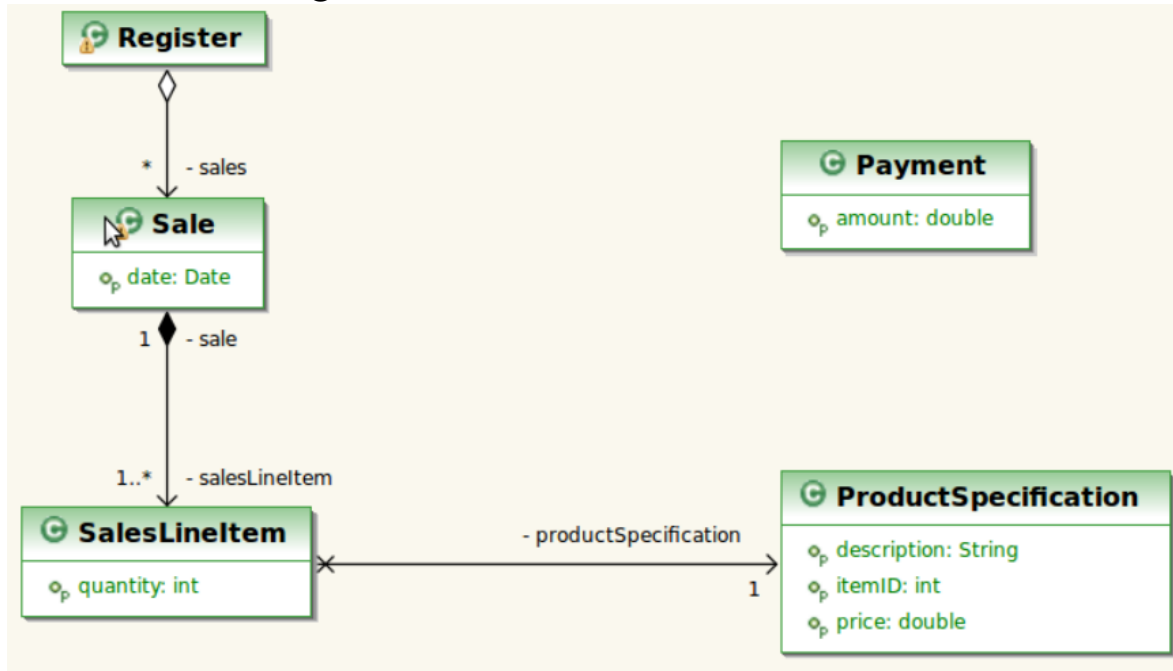 Register
* - sales
Payment
amount: double
Sale
date: Date
1 - sale
1..* - salesLineItem
SalesLineItem
quantity: int
- productSpecification
1
ProductSpecification
description: String
itemID: int
price: double